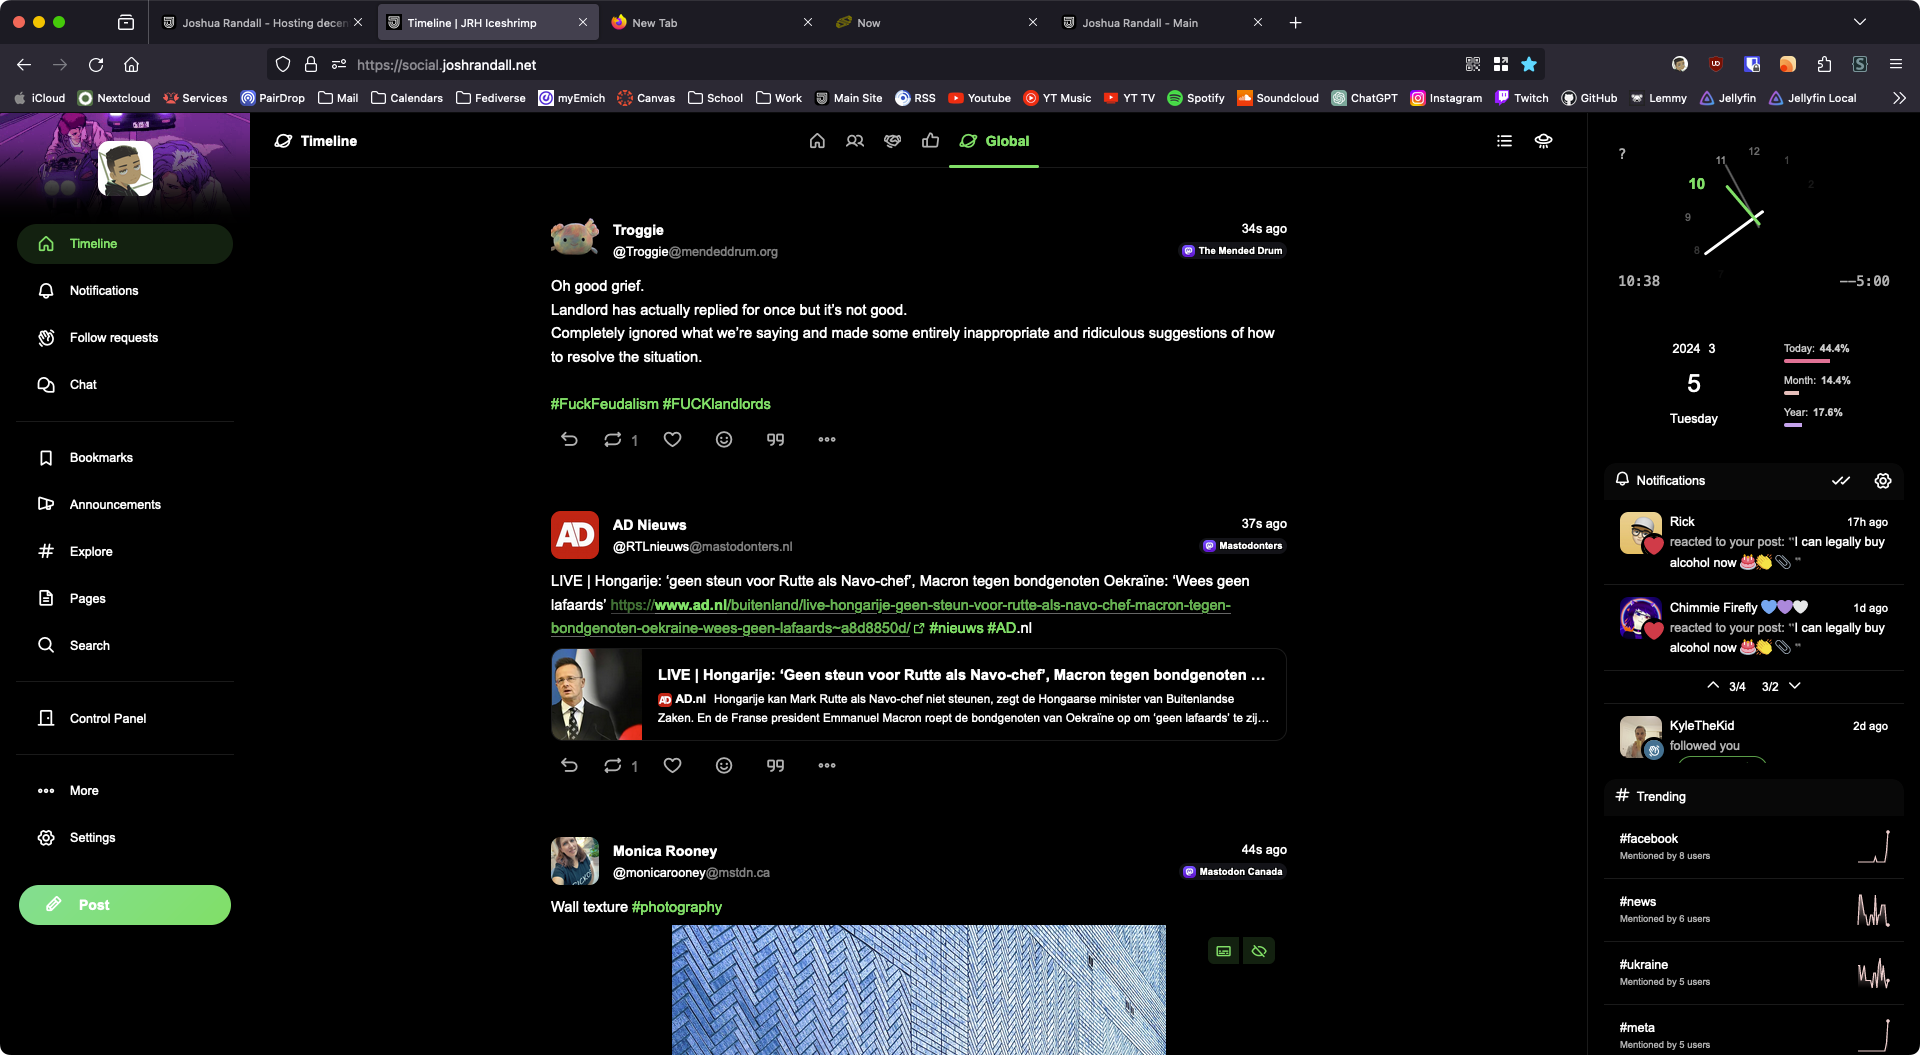 Joshua Randall - Hosting decen
Timeline | JRH Iceshrimp
New Tab
Now
Joshua Randall - Main
https://social.joshrandall.net
iCloud
Nextcloud
Services
PairDrop
Mail
Calendars
Fediverse
myEmich
Canvas
School
Work
Main Site
RSS
Youtube
YT Music
YT TV
Spotify
Soundcloud
ChatGPT
Instagram
Twitch
GitHub
Lemmy
Jellyfin
Jellyfin Local
Timeline
Notifications
Follow requests
Chat
Bookmarks
Announcements
Explore
Pages
Search
Control Panel
More
Settings
Post
Timeline
Global
Troggie
34s ago
@Troggie@mendeddrum.org
The Mended Drum
Oh good grief.
Landlord has actually replied for once but it’s not good.
Completely ignored what we’re saying and made some entirely inappropriate and ridiculous suggestions of how
to resolve the situation.
#FuckFeudalism #FUCKlandlords
1
AD
AD Nieuws
37s ago
@RTLnieuws@mastodonters.nl
Mastodonters
LIVE | Hongarije: ‘geen steun voor Rutte als Navo-chef’, Macron tegen bondgenoten Oekraïne: ‘Wees geen
lafaards’ https://www.ad.nl/buitenland/live-hongarije-geen-steun-voor-rutte-als-navo-chef-macron-tegen-
bondgenoten-oekraine-wees-geen-lafaards~a8d8850d/ #nieuws #AD.nl
LIVE | Hongarije: ‘Geen steun voor Rutte als Navo-chef’, Macron tegen bondgenoten ...
AD AD.nl Hongarije kan Mark Rutte als Navo-chef niet steunen, zegt de Hongaarse minister van Buitenlandse
Zaken. En de Franse president Emmanuel Macron roept de bondgenoten van Oekraïne op om ‘geen lafaards’ te zij...
1
Monica Rooney
44s ago
@monicarooney@mstdn.ca
Mastodon Canada
Wall texture #photography
?
12
11
1
10
2
9
8
7
10:38
––5:00
2024 3
5
Tuesday
Today: 44.4%
Month: 14.4%
Year: 17.6%
Notifications
Rick
17h ago
reacted to your post: "I can legally buy
alcohol now 🎂👏 📎 "
Chimmie Firefly 💙💜🤍
1d ago
reacted to your post: "I can legally buy
alcohol now 🎂👏 📎 "
3/4 3/2
KyleTheKid
2d ago
followed you
Trending
#facebook
Mentioned by 8 users
#news
Mentioned by 6 users
#ukraine
Mentioned by 5 users
#meta
Mentioned by 5 users